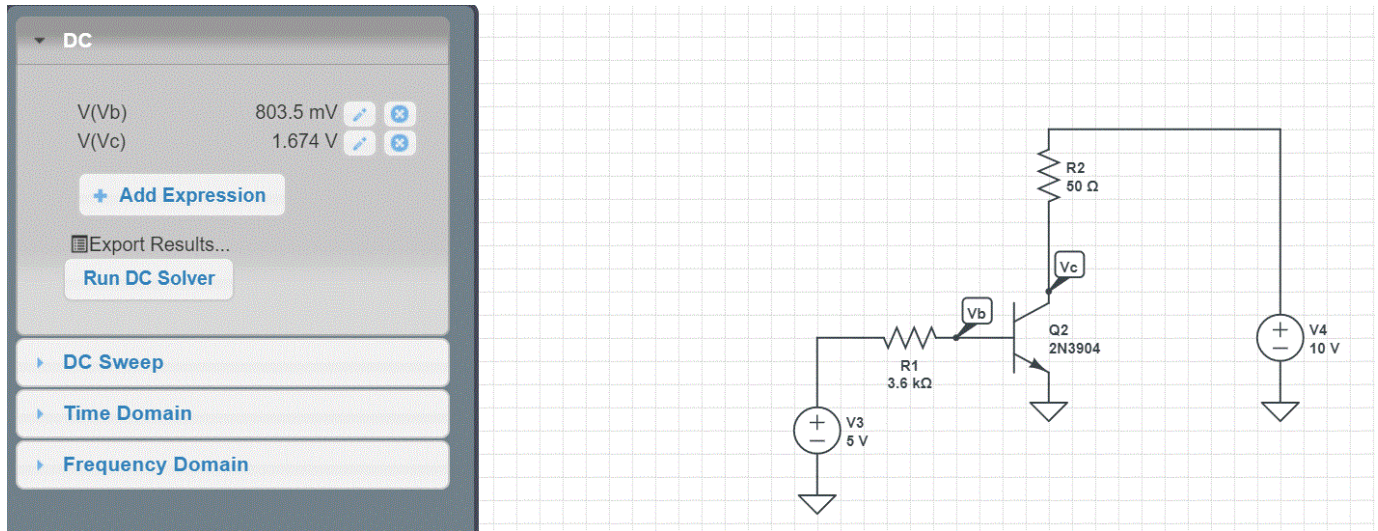 DC
V(Vb) 803.5 mV
V(Vc) 1.674 V
+ Add Expression
Export Results...
Run DC Solver
DC Sweep
Time Domain
Frequency Domain
R2
50 Ω
Vc
Vb
Q2
2N3904
R1
3.6 kΩ
V4
10 V
V3
5 V